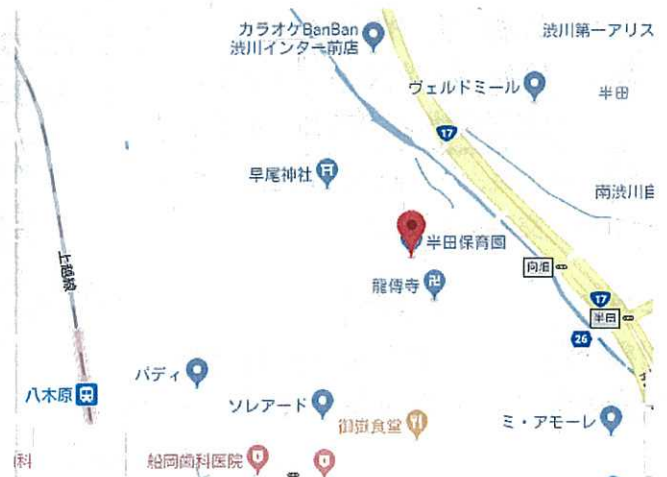 カラオケBanBan
渋川インター前店
渋川第一アリス
ヴェルドミール
半田
17
早尾神社
南渋川自
半田保育園
向畑
龍傳寺
上越線
17
半田
26
パディ
八木原
ソレアード
御嶽食堂
ミ・アモーレ
科
船岡歯科医院